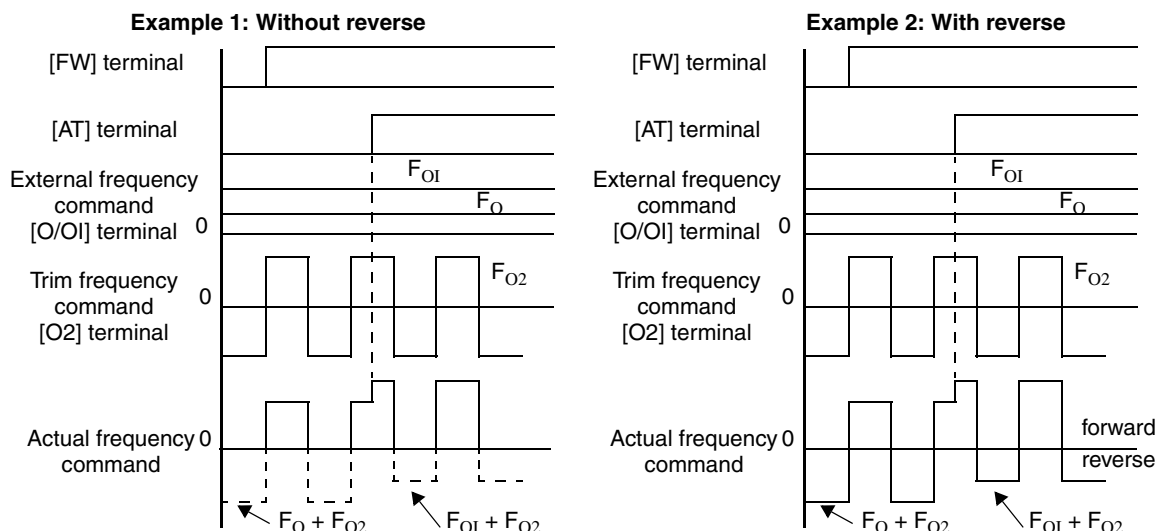 Example 1: Without reverse
[FW] terminal
[AT] terminal
F_OI
External frequency
command
[O/OI] terminal
F_O
0
F_O2
Trim frequency
command
[O2] terminal
0
Actual frequency
command
0
F_O + F_O2
F_OI + F_O2
Example 2: With reverse
[FW] terminal
[AT] terminal
F_OI
External frequency
command
[O/OI] terminal
F_O
0
F_O2
Trim frequency
command
[O2] terminal
0
Actual frequency
command
0
forward
reverse
F_O + F_O2
F_OI + F_O2